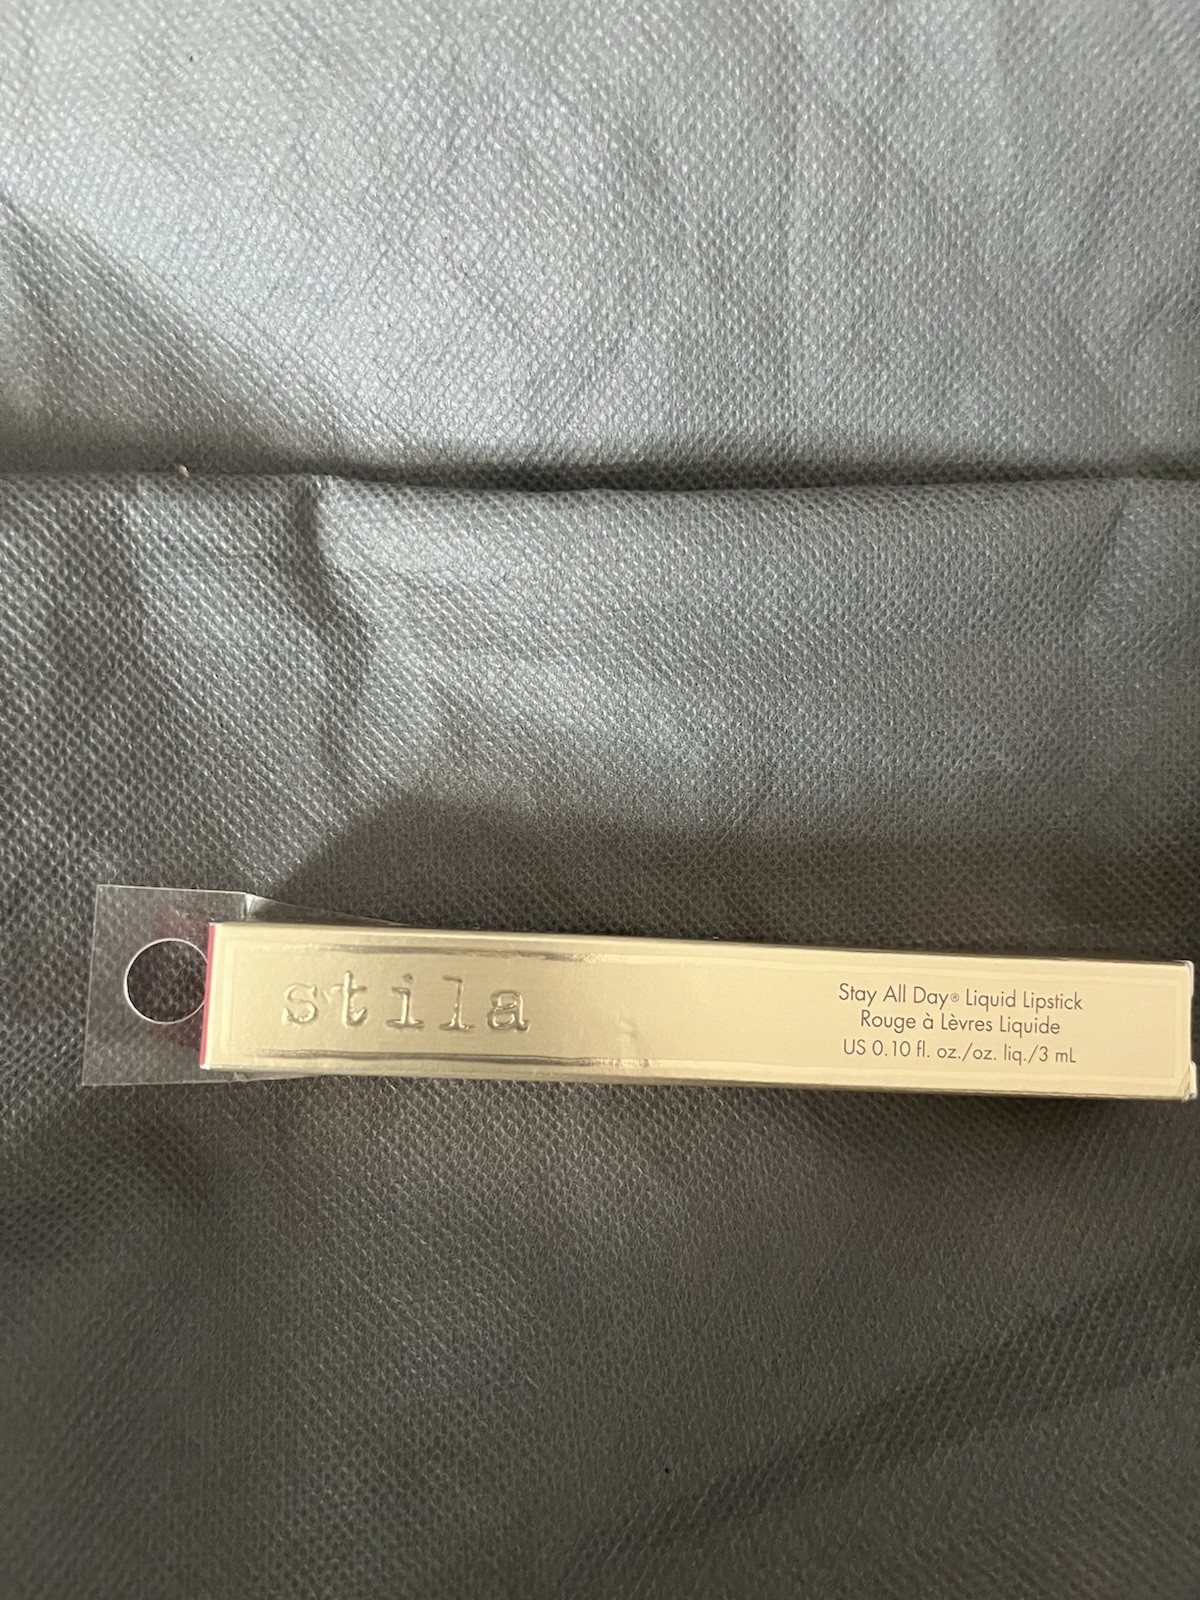 stila
Stay All Day® Liquid Lipstick
Rouge à Lèvres Liquide
US 0.10 fl. oz./oz. liq./3 mL